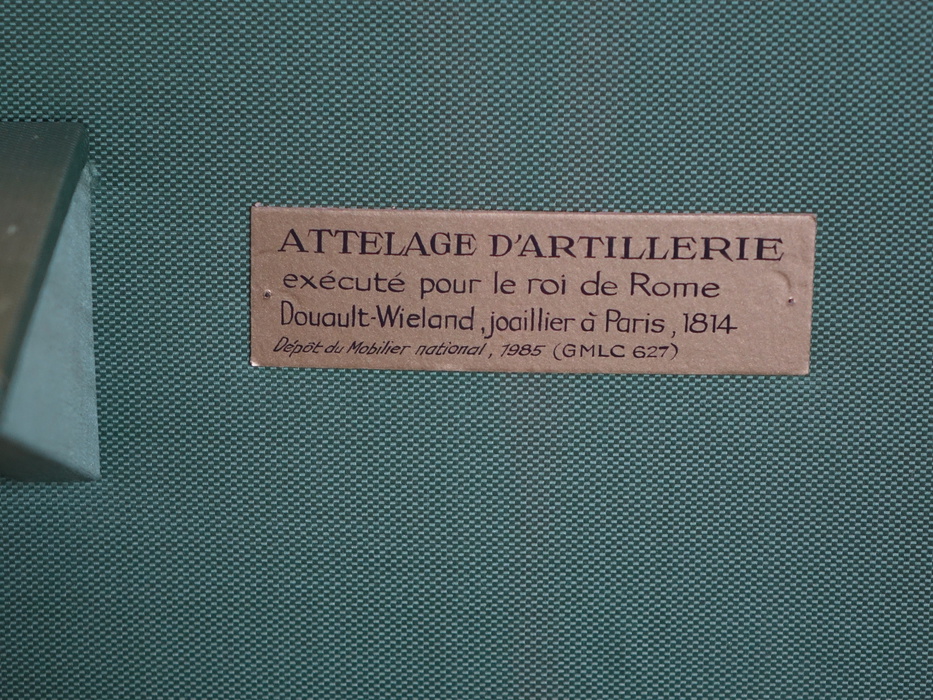 ATTELAGE D'ARTILLERIE
exécuté pour le roi de Rome
Douault-Wieland, joaillier à Paris, 1814
Dépôt du Mobilier national, 1985 (GMLC 627)